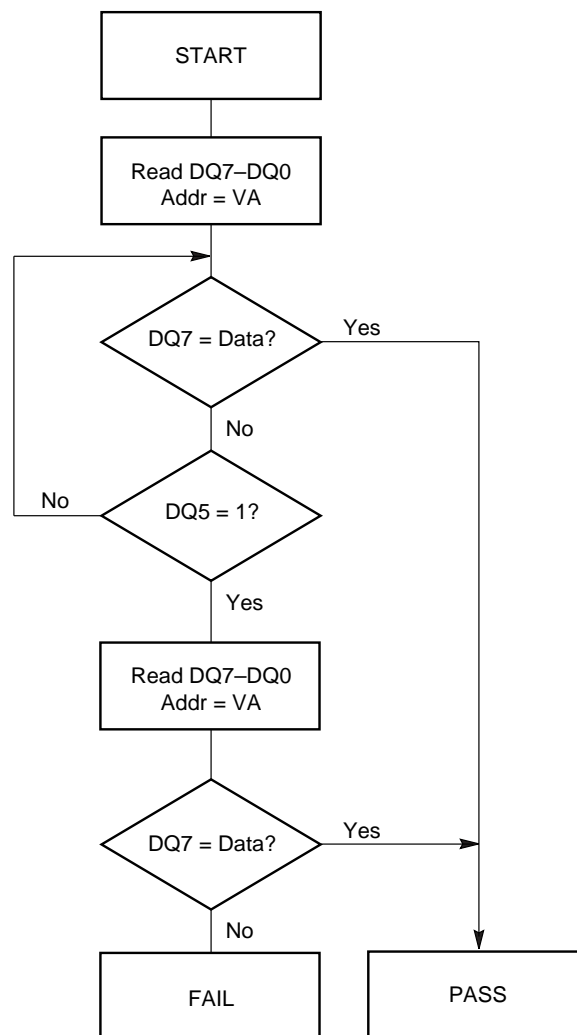 START
Read DQ7–DQ0
Addr = VA
DQ7 = Data?
Yes
No
No
DQ5 = 1?
Yes
Read DQ7–DQ0
Addr = VA
DQ7 = Data?
Yes
No
FAIL
PASS